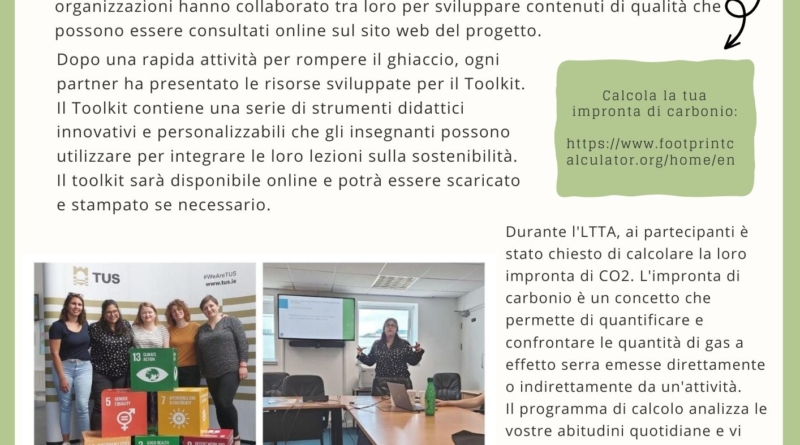 organizzazioni hanno collaborato tra loro per sviluppare contenuti di qualità che
possono essere consultati online sul sito web del progetto.
Dopo una rapida attività per rompere il ghiaccio, ogni
partner ha presentato le risorse sviluppate per il Toolkit.
Il Toolkit contiene una serie di strumenti didattici
innovativi e personalizzabili che gli insegnanti possono
utilizzare per integrare le loro lezioni sulla sostenibilità.
Il toolkit sarà disponibile online e potrà essere scaricato
e stampato se necessario.
Calcola la tua
impronta di carbonio:
https://www.footprintc
alculator.org/home/en
Durante l'LTTA, ai partecipanti è
stato chiesto di calcolare la loro
impronta di CO2. L'impronta di
carbonio è un concetto che
permette di quantificare e
confrontare le quantità di gas a
effetto serra emesse direttamente
o indirettamente da un'attività.
Il programma di calcolo analizza le
vostre abitudini quotidiane e vi
TUS
#WeAreTUS
www.tus.ie
13 CLIMATE
ACTION
5 GENDER
EQUALITY
7